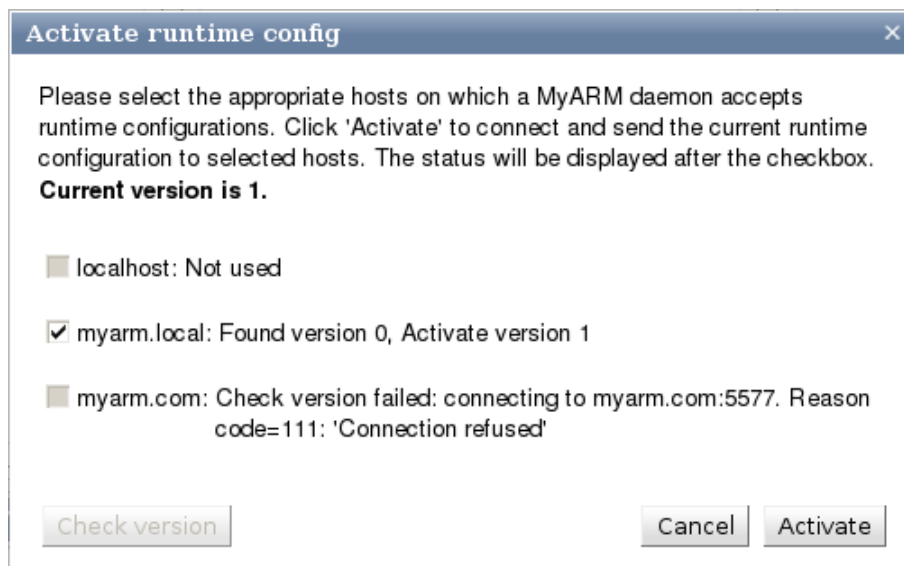 Activate runtime config
Please select the appropriate hosts on which a MyARM daemon accepts
runtime configurations. Click 'Activate' to connect and send the current runtime
configuration to selected hosts. The status will be displayed after the checkbox.
Current version is 1.
localhost: Not used
myarm.local: Found version 0, Activate version 1
myarm.com: Check version failed: connecting to myarm.com:5577. Reason
code=111: 'Connection refused'
Check version Cancel Activate